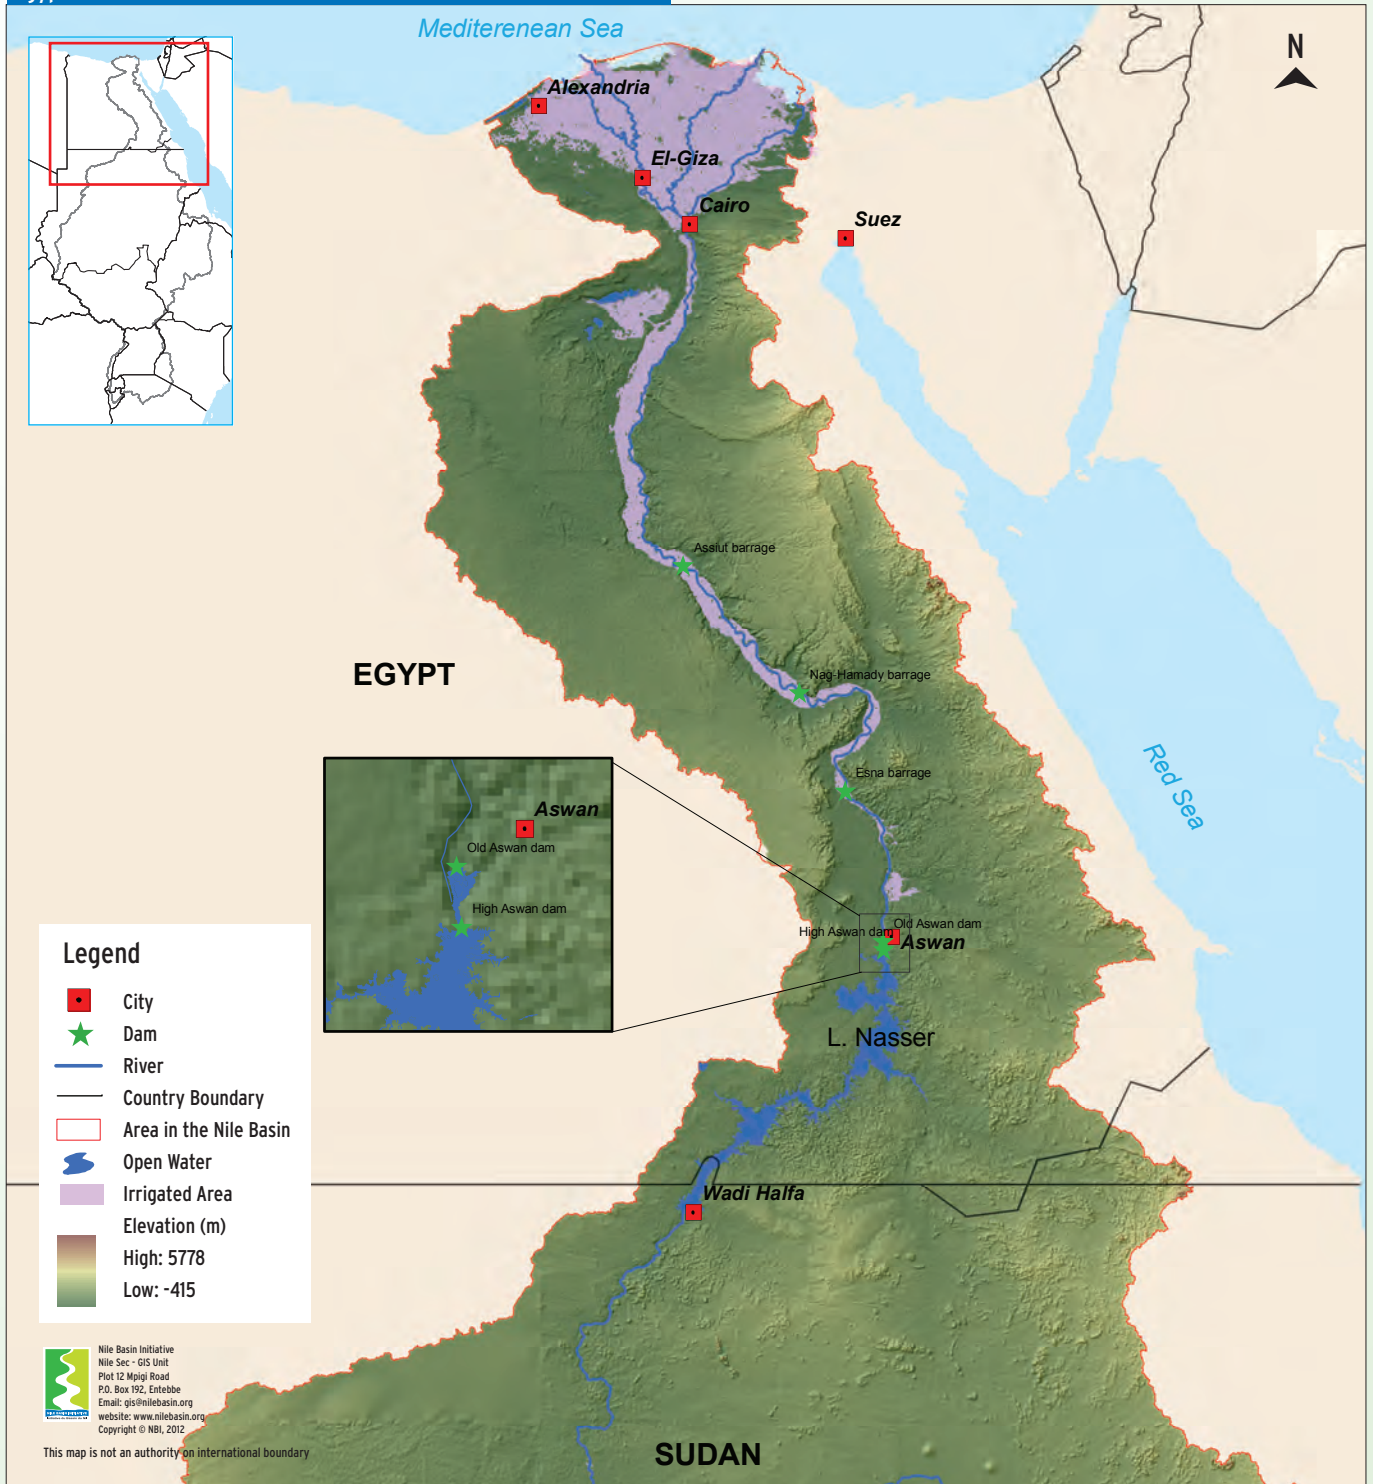 Mediterenean Sea
N
Alexandria
El-Giza
Cairo
Suez
Assiut barrage
EGYPT
Nag-Hamady barrage
Red Sea
Esna barrage
Aswan
Old Aswan dam
High Aswan dam
Old Aswan dam
High Aswan dam
Aswan
L. Nasser
Wadi Halfa
SUDAN
Legend
City
Dam
River
Country Boundary
Area in the Nile Basin
Open Water
Irrigated Area
Elevation (m)
High: 5778
Low: -415
Nile Basin Initiative
Nile Sec - GIS Unit
Plot 12 Mpigi Road
P.O. Box 192, Entebbe
Email: gis@nilebasin.org
website: www.nilebasin.org
Copyright © NBI, 2012
This map is not an authority on international boundary